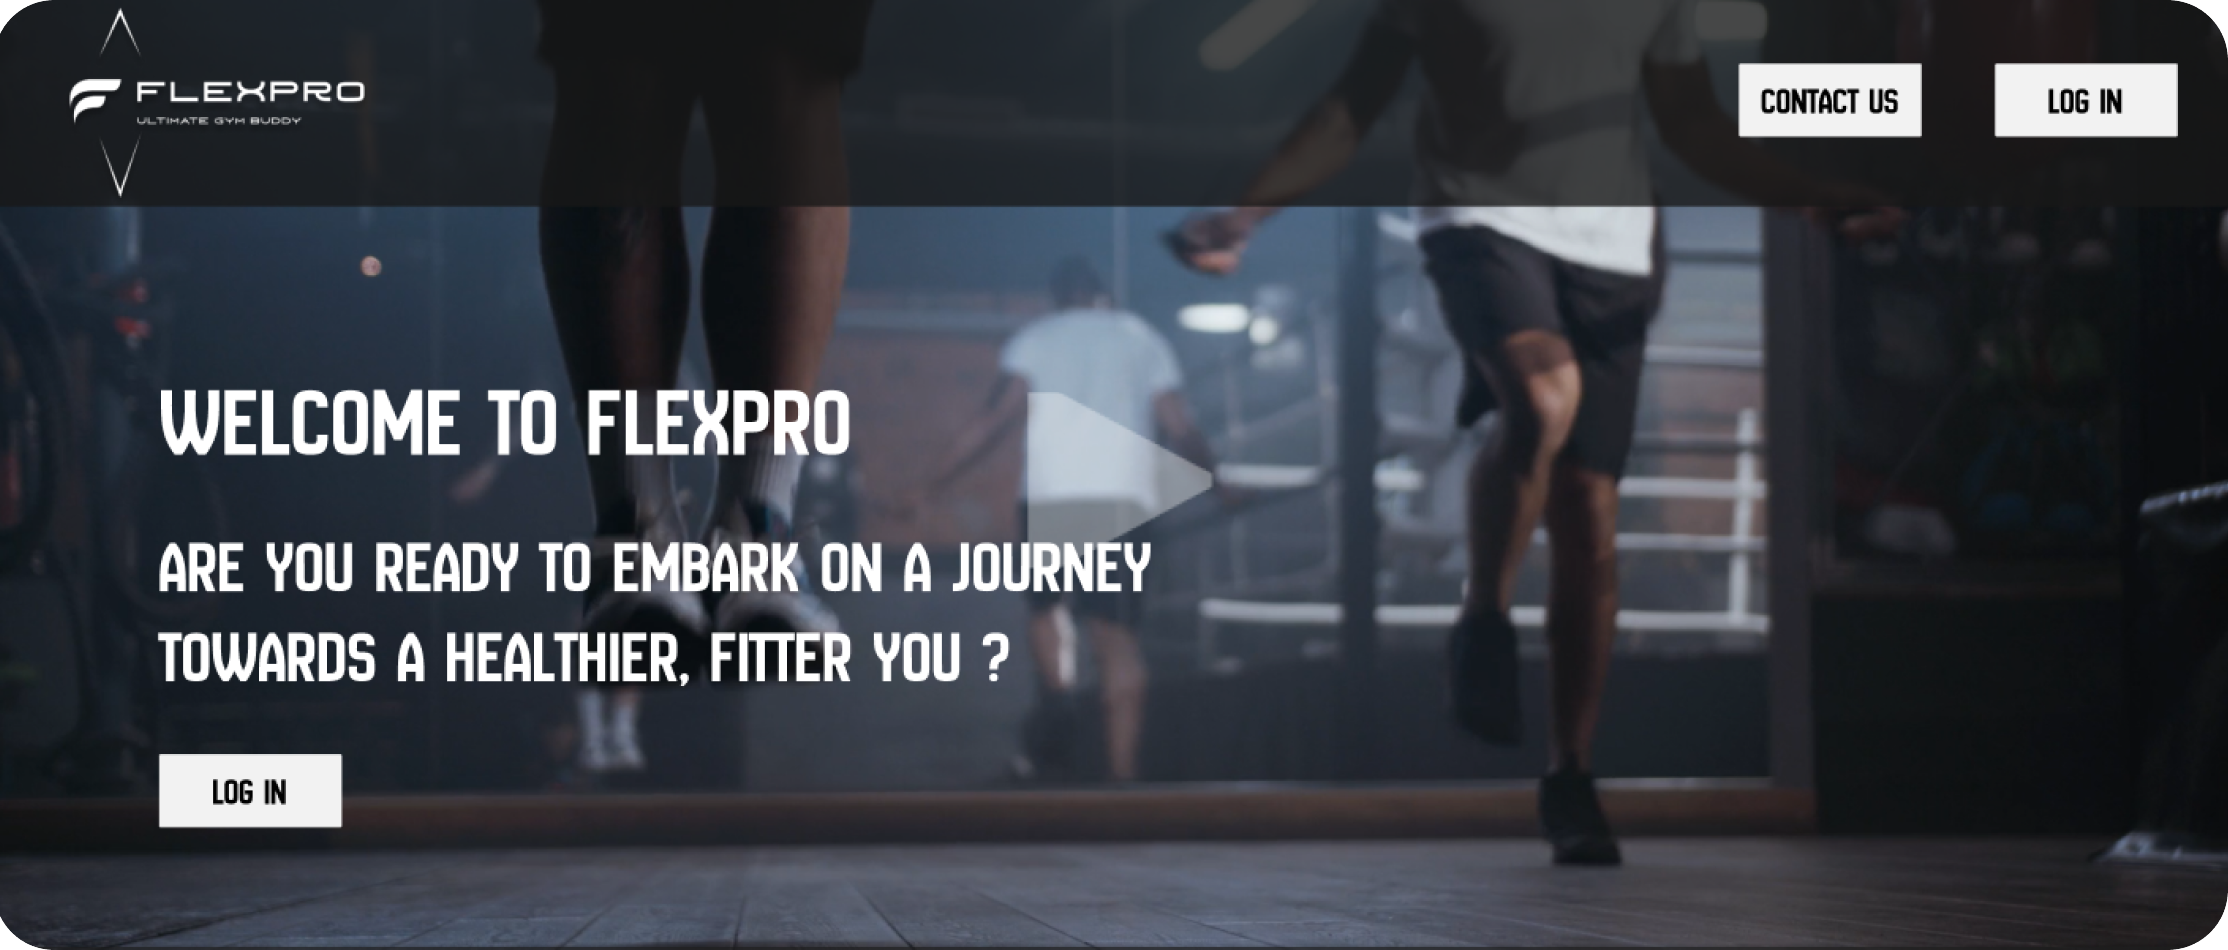 FLEXPRO
ULTIMATE GYM BUDDY
CONTACT US
LOG IN
WELCOME TO FLEXPRO
ARE YOU READY TO EMBARK ON A JOURNEY
TOWARDS A HEALTHIER, FITTER YOU ?
LOG IN